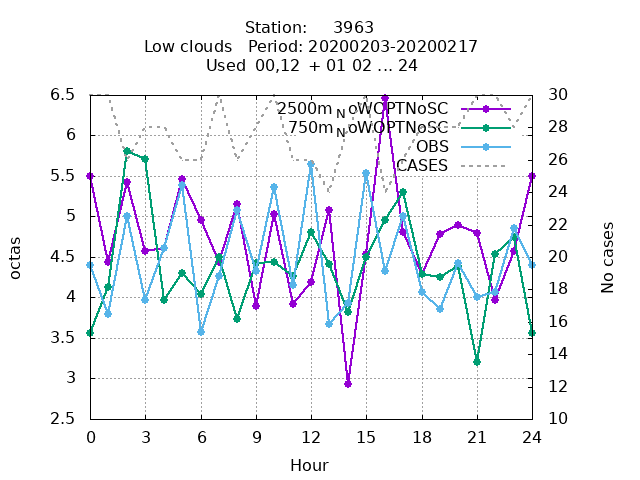 Station: 3963
Low clouds Period: 20200203-20200217
Used 00,12 + 01 02 ... 24
6.5
6
5.5
5
4.5
4
3.5
3
2.5
30
28
26
24
22
20
18
16
14
12
10
2500m NoWOPTNoSC
750m NoWOPTNoSC
OBS
CASES
octas
No cases
0 3 6 9 12 15 18 21 24
Hour